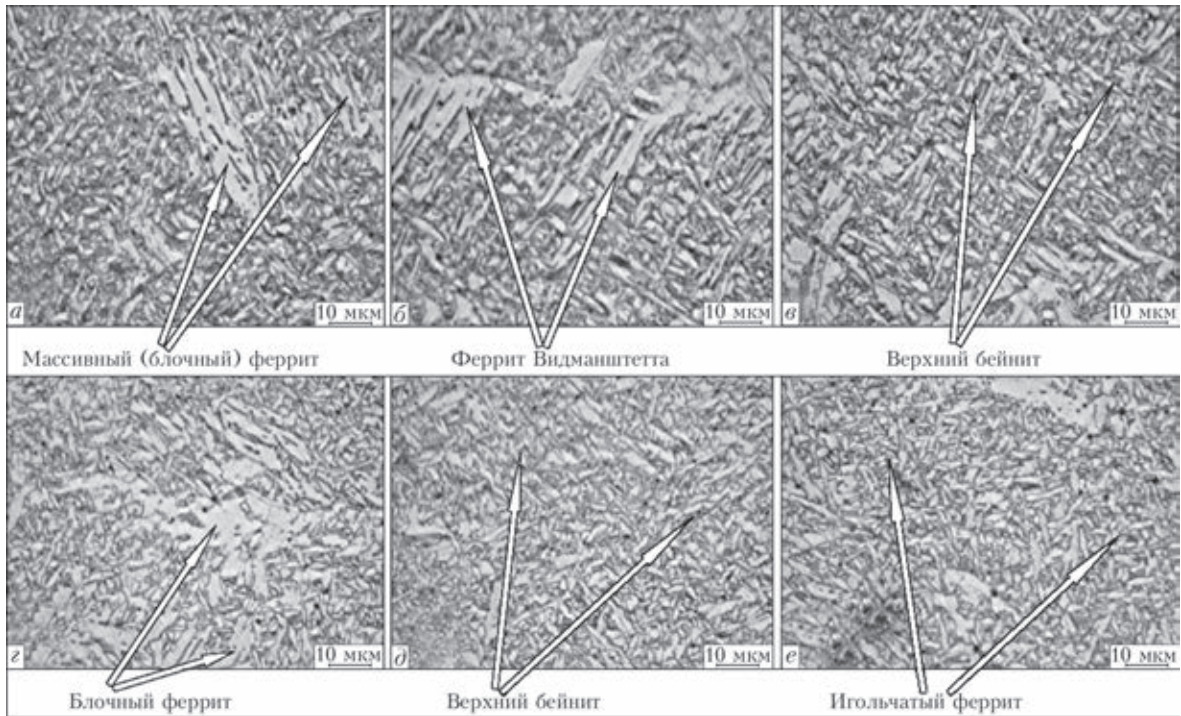 а
10 мкм
б
10 мкм
в
10 мкм
Массивный (блочный) феррит
Феррит Видманштетта
Верхний бейнит
г
10 мкм
д
10 мкм
е
10 мкм
Блочный феррит
Верхний бейнит
Игольчатый феррит